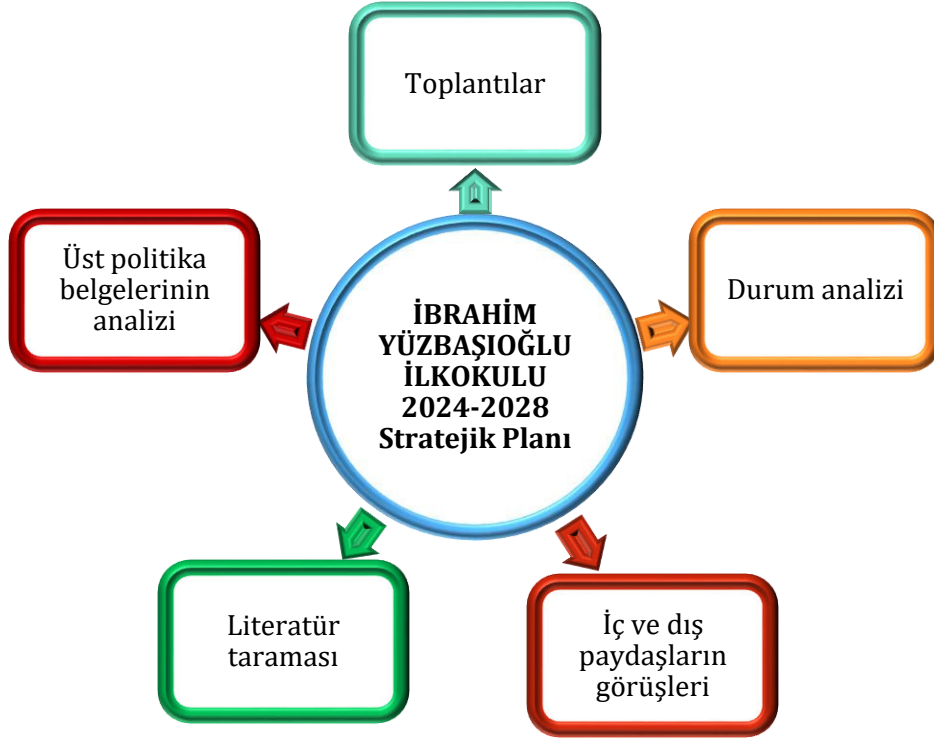 Toplantılar
Üst politika
belgelerinin
analizi
Durum analizi
İBRAHİM
YÜZBAŞIOĞLU
İLKOKULU
2024-2028
Stratejik Planı
Literatür
taraması
İç ve dış
paydaşların
görüşleri